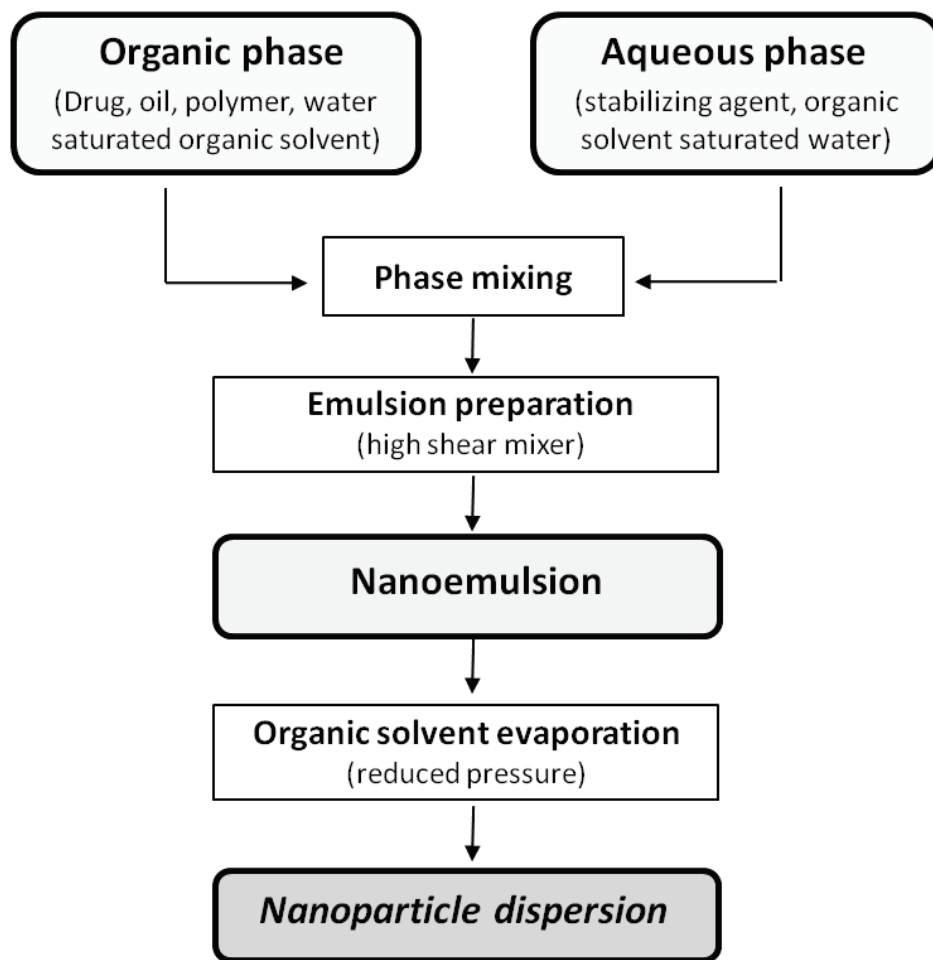 Organic phase
(Drug, oil, polymer, water
saturated organic solvent)
Aqueous phase
(stabilizing agent, organic
solvent saturated water)
Phase mixing
Emulsion preparation
(high shear mixer)
Nanoemulsion
Organic solvent evaporation
(reduced pressure)
Nanoparticle dispersion